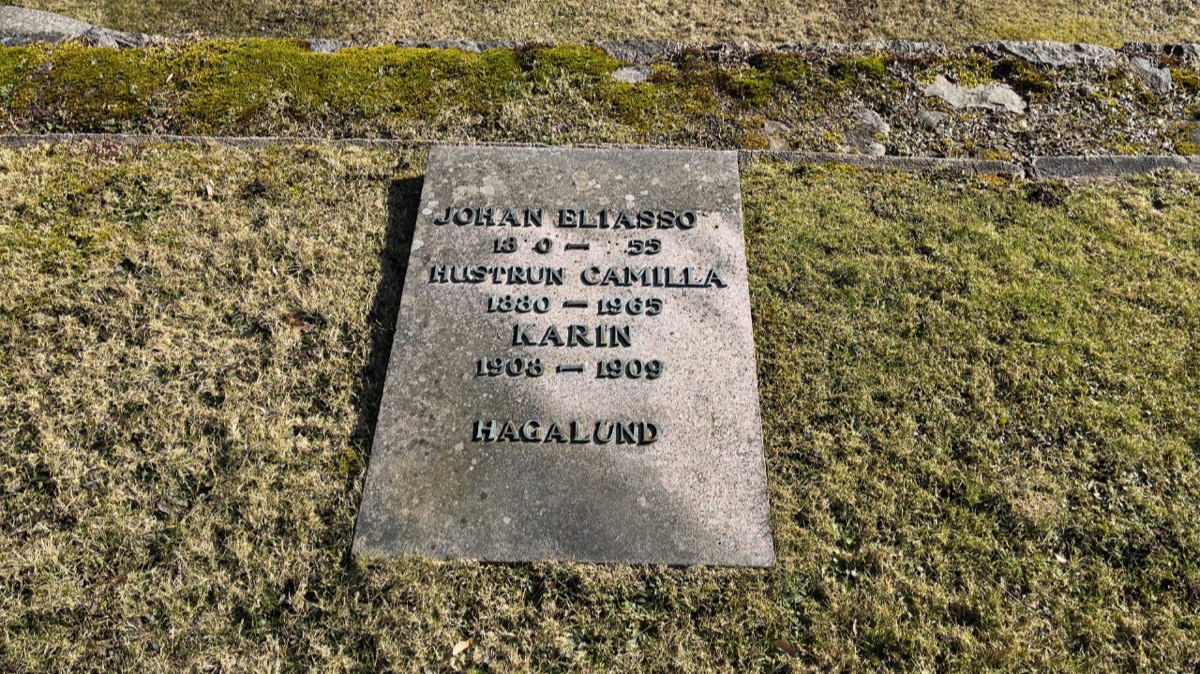 JOHAN ELIASSO
18 0 — 55
HUSTRUN CAMILLA
1880 — 1965
KARIN
1908 — 1909
HAGALUND